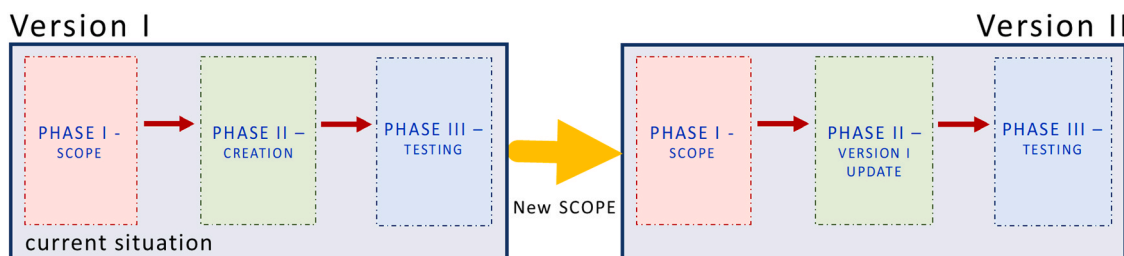 Version I
Version II
PHASE I -
SCOPE
PHASE II –
CREATION
PHASE III –
TESTING
current situation
New SCOPE
PHASE I -
SCOPE
PHASE II –
VERSION I
UPDATE
PHASE III –
TESTING